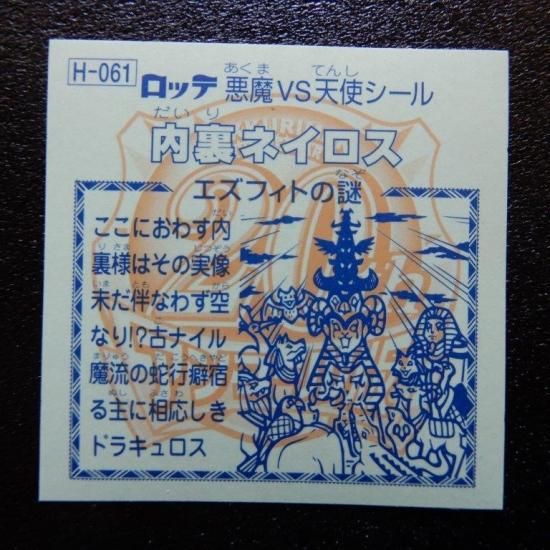 H-061
ロッテ 悪魔VS天使シール
内裏ネイロス
エズフィトの謎
ここにおわす内
裏様はその実像
未だ伴なわず空
なり!?古ナイル
魔流の蛇行癖宿
る主に相応しき
ドラキュロス
20th